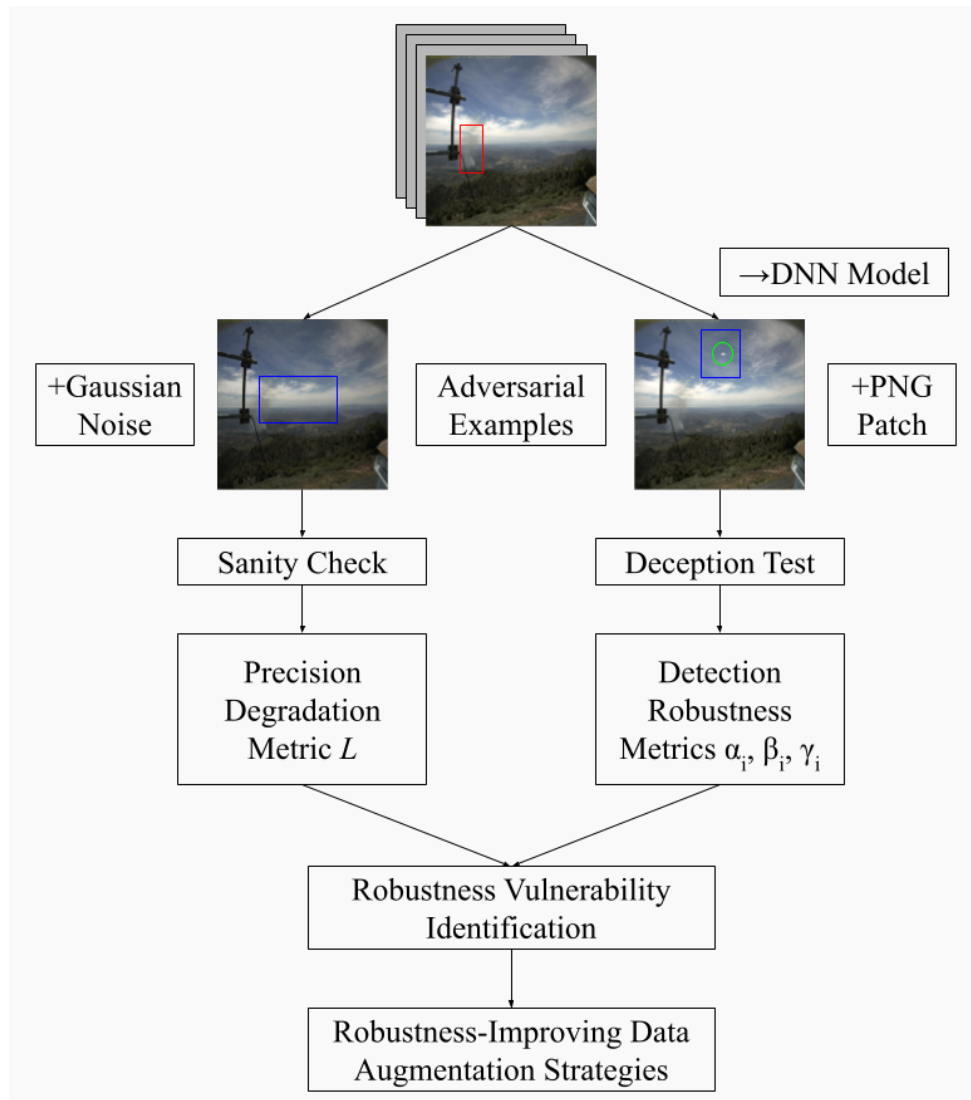 →DNN Model
+Gaussian
Noise
Adversarial
Examples
+PNG
Patch
Sanity Check
Deception Test
Precision
Degradation
Metric L
Detection
Robustness
Metrics αi, βi, γi
Robustness Vulnerability
Identification
Robustness-Improving Data
Augmentation Strategies